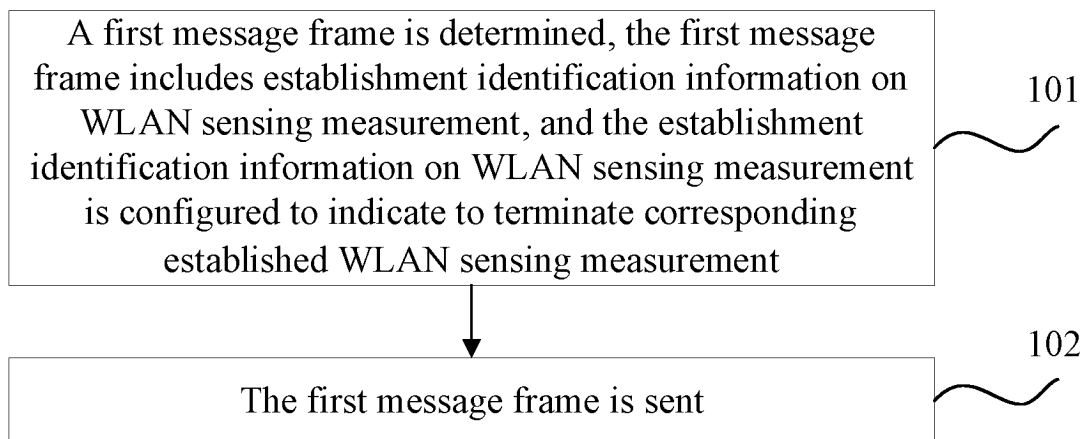 A first message frame is determined, the first message
frame includes establishment identification information on
WLAN sensing measurement, and the establishment
identification information on WLAN sensing measurement
is configured to indicate to terminate corresponding
established WLAN sensing measurement
101
The first message frame is sent
102